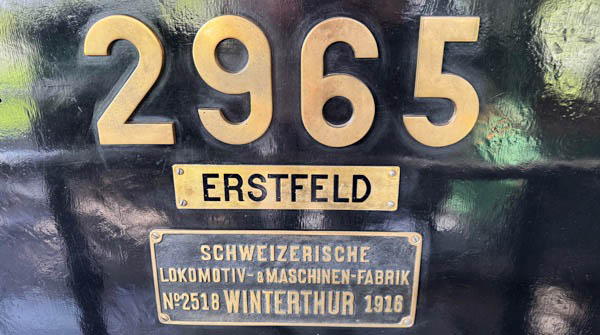 2965
ERSTFELD
SCHWEIZERISCHE
LOKOMOTIV-&MASCHINEN-FABRIK
Nº2518 WINTERTHUR 1916